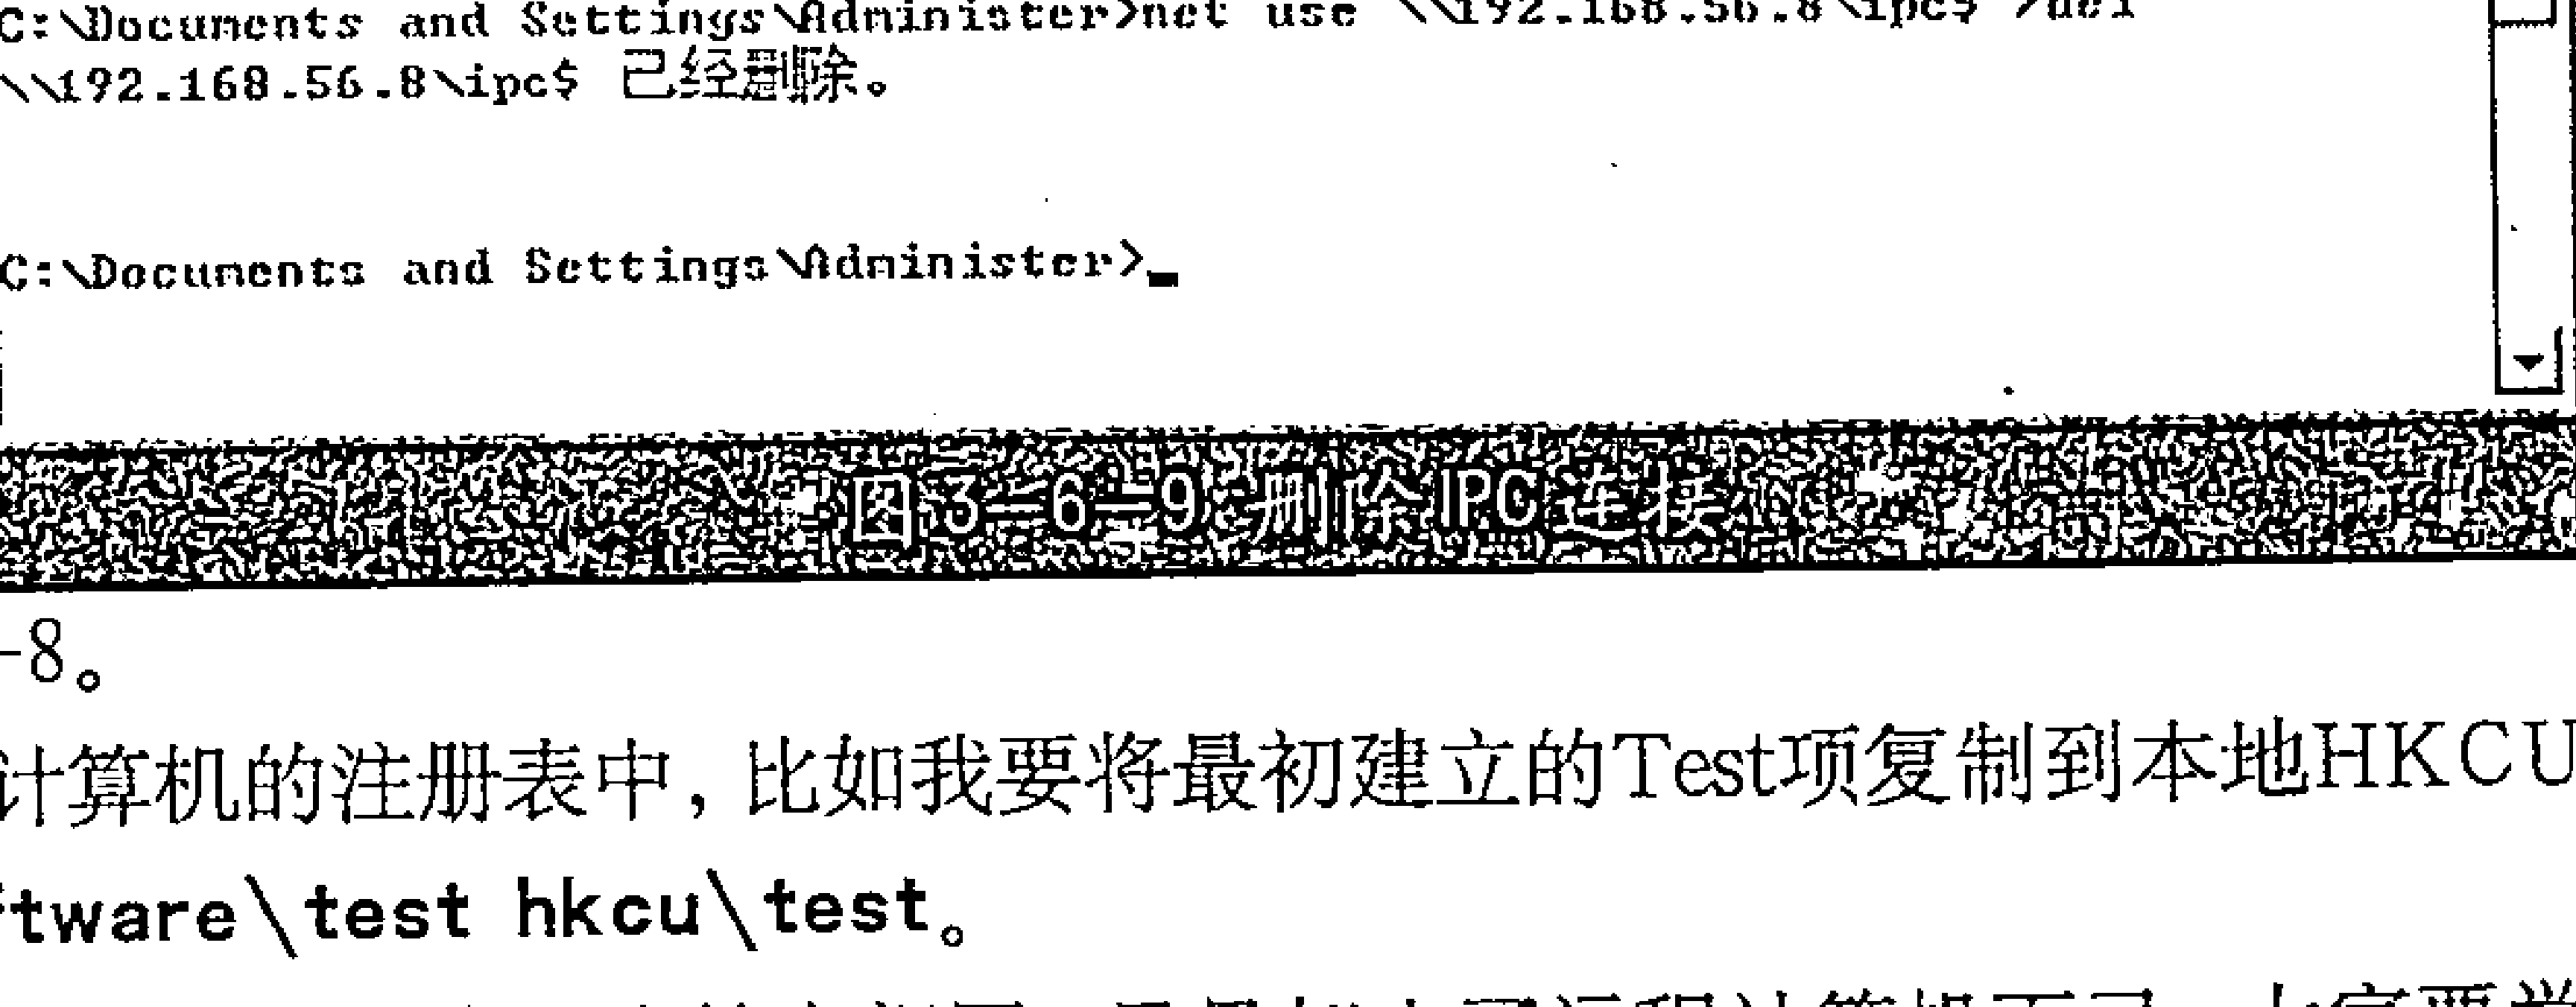 C:\Documents and Settings\Administer>net use \\192.168.56.8\ipc$ /del
\\192.168.56.8\ipc$ 已经删除。
C:\Documents and Settings\Administer>
图3-6-9 删除IPC连接
-8。
计算机的注册表中，比如我要将最初建立的Test项复制到本地HKCU
tware\test hkcu\test。